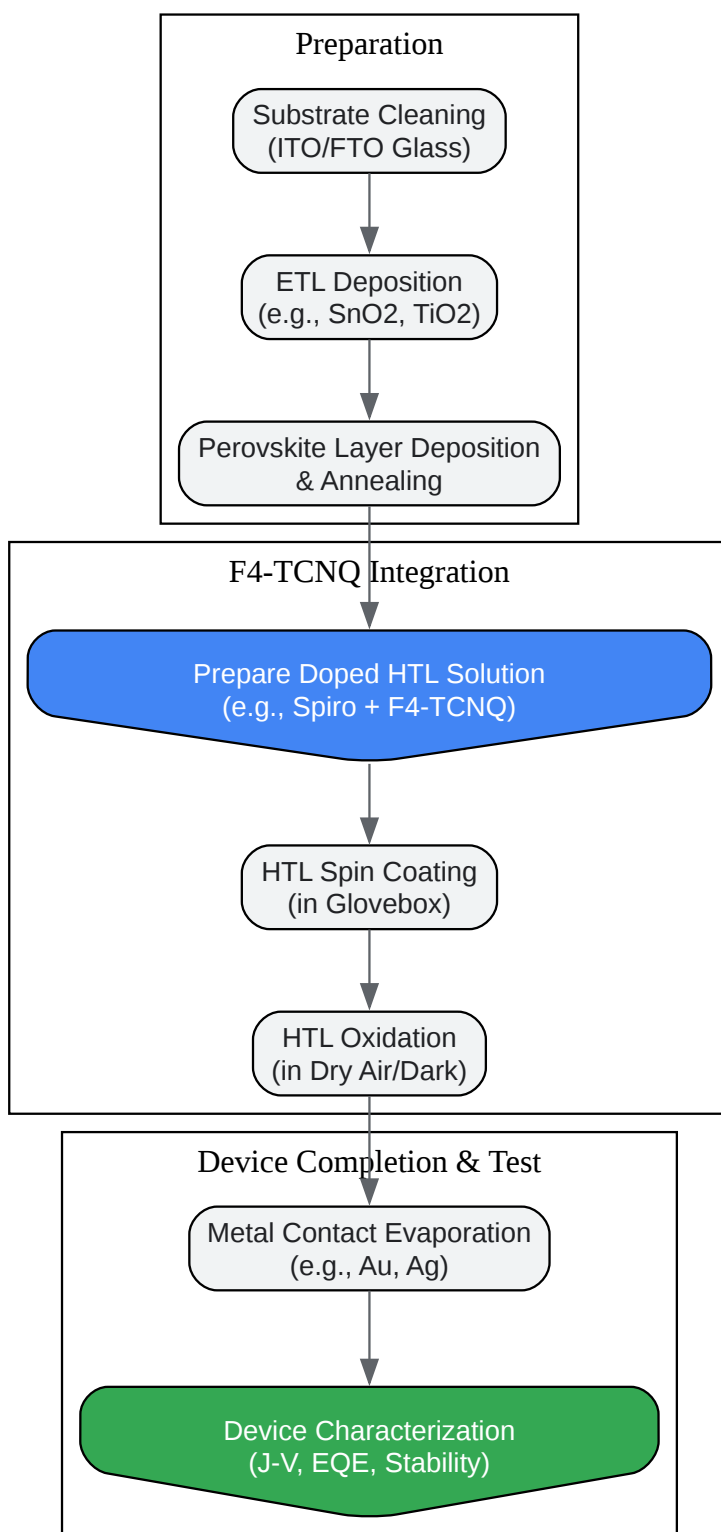 Preparation
Substrate Cleaning
(ITO/FTO Glass)
ETL Deposition
(e.g., SnO2, TiO2)
Perovskite Layer Deposition
& Annealing
F4-TCNQ Integration
Prepare Doped HTL Solution
(e.g., Spiro + F4-TCNQ)
HTL Spin Coating
(in Glovebox)
HTL Oxidation
(in Dry Air/Dark)
Device Completion & Test
Metal Contact Evaporation
(e.g., Au, Ag)
Device Characterization
(J-V, EQE, Stability)